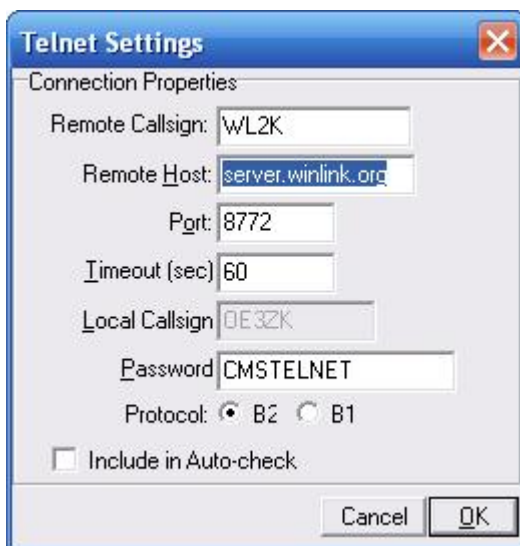 Telnet Settings
Connection Properties
Remote Callsign: WL2K
Remote Host: server.winlink.org
Port: 8772
Timeout (sec) 60
Local Callsign OE3ZK
Password CMSTELNET
Protocol: B2 B1
Include in Auto-check
Cancel OK